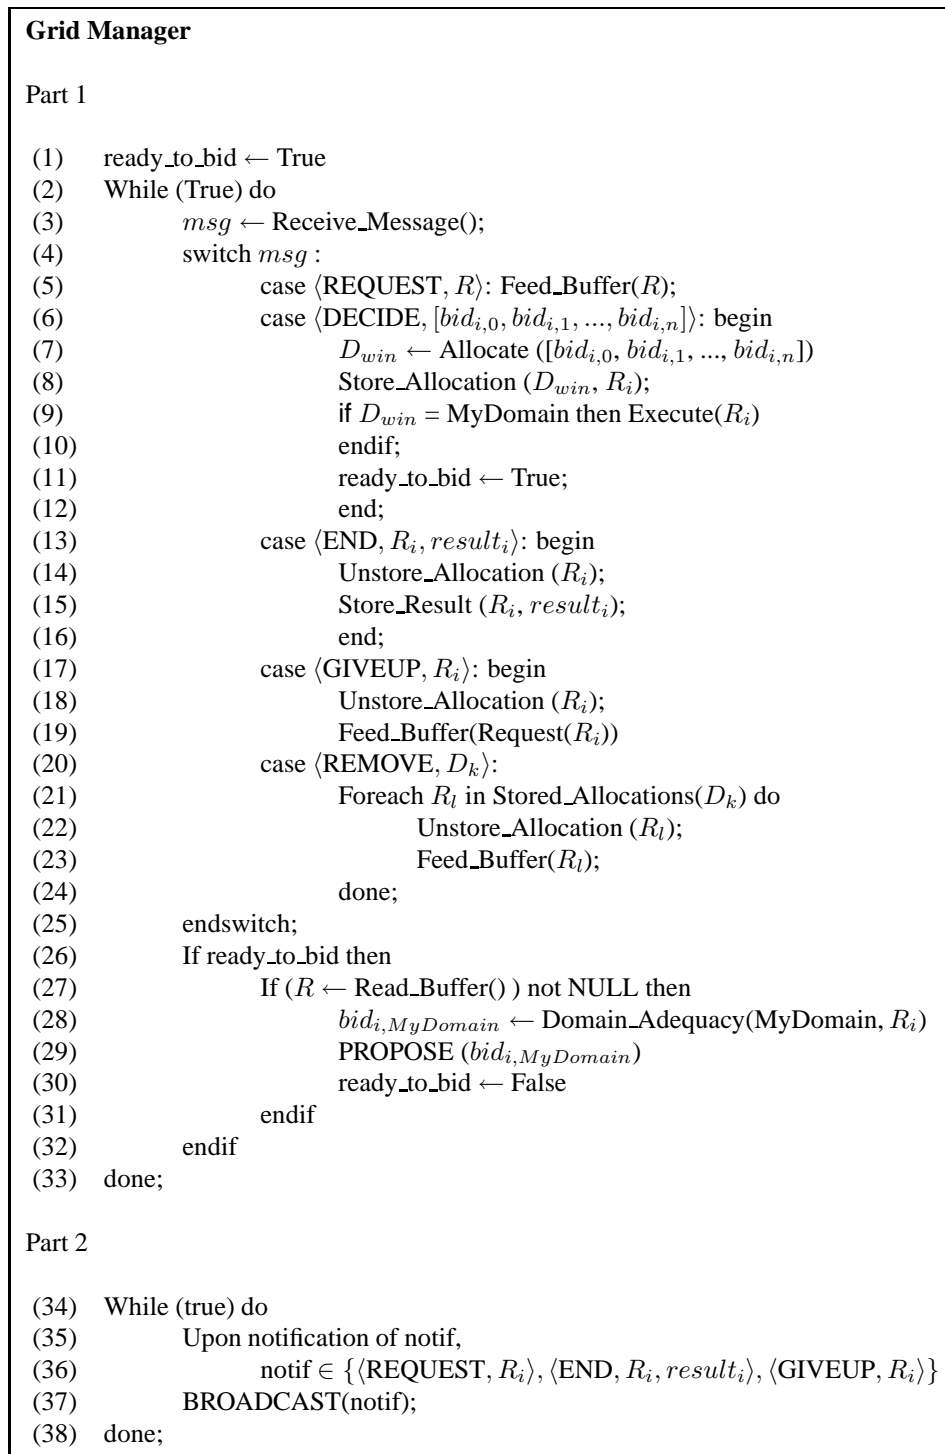 Grid Manager
Part 1
(1) ready_to_bid ← True
(2) While (True) do
(3) msg ← Receive_Message();
(4) switch msg :
(5) case ⟨REQUEST, R⟩: Feed_Buffer(R);
(6) case ⟨DECIDE, [bid_{i,0}, bid_{i,1}, ..., bid_{i,n}]⟩: begin
(7) D_{win} ← Allocate ([bid_{i,0}, bid_{i,1}, ..., bid_{i,n}])
(8) Store_Allocation (D_{win}, R_i);
(9) if D_{win} = MyDomain then Execute(R_i)
(10) endif;
(11) ready_to_bid ← True;
(12) end;
(13) case ⟨END, R_i, result_i⟩: begin
(14) Unstore_Allocation (R_i);
(15) Store_Result (R_i, result_i);
(16) end;
(17) case ⟨GIVEUP, R_i⟩: begin
(18) Unstore_Allocation (R_i);
(19) Feed_Buffer(Request(R_i))
(20) case ⟨REMOVE, D_k⟩:
(21) Foreach R_l in Stored_Allocations(D_k) do
(22) Unstore_Allocation (R_l);
(23) Feed_Buffer(R_l);
(24) done;
(25) endswitch;
(26) If ready_to_bid then
(27) If (R ← Read_Buffer() ) not NULL then
(28) bid_{i,MyDomain} ← Domain_Adequacy(MyDomain, R_i)
(29) PROPOSE (bid_{i,MyDomain})
(30) ready_to_bid ← False
(31) endif
(32) endif
(33) done;
Part 2
(34) While (true) do
(35) Upon notification of notif,
(36) notif ∈ {⟨REQUEST, R_i⟩, ⟨END, R_i, result_i⟩, ⟨GIVEUP, R_i⟩}
(37) BROADCAST(notif);
(38) done;